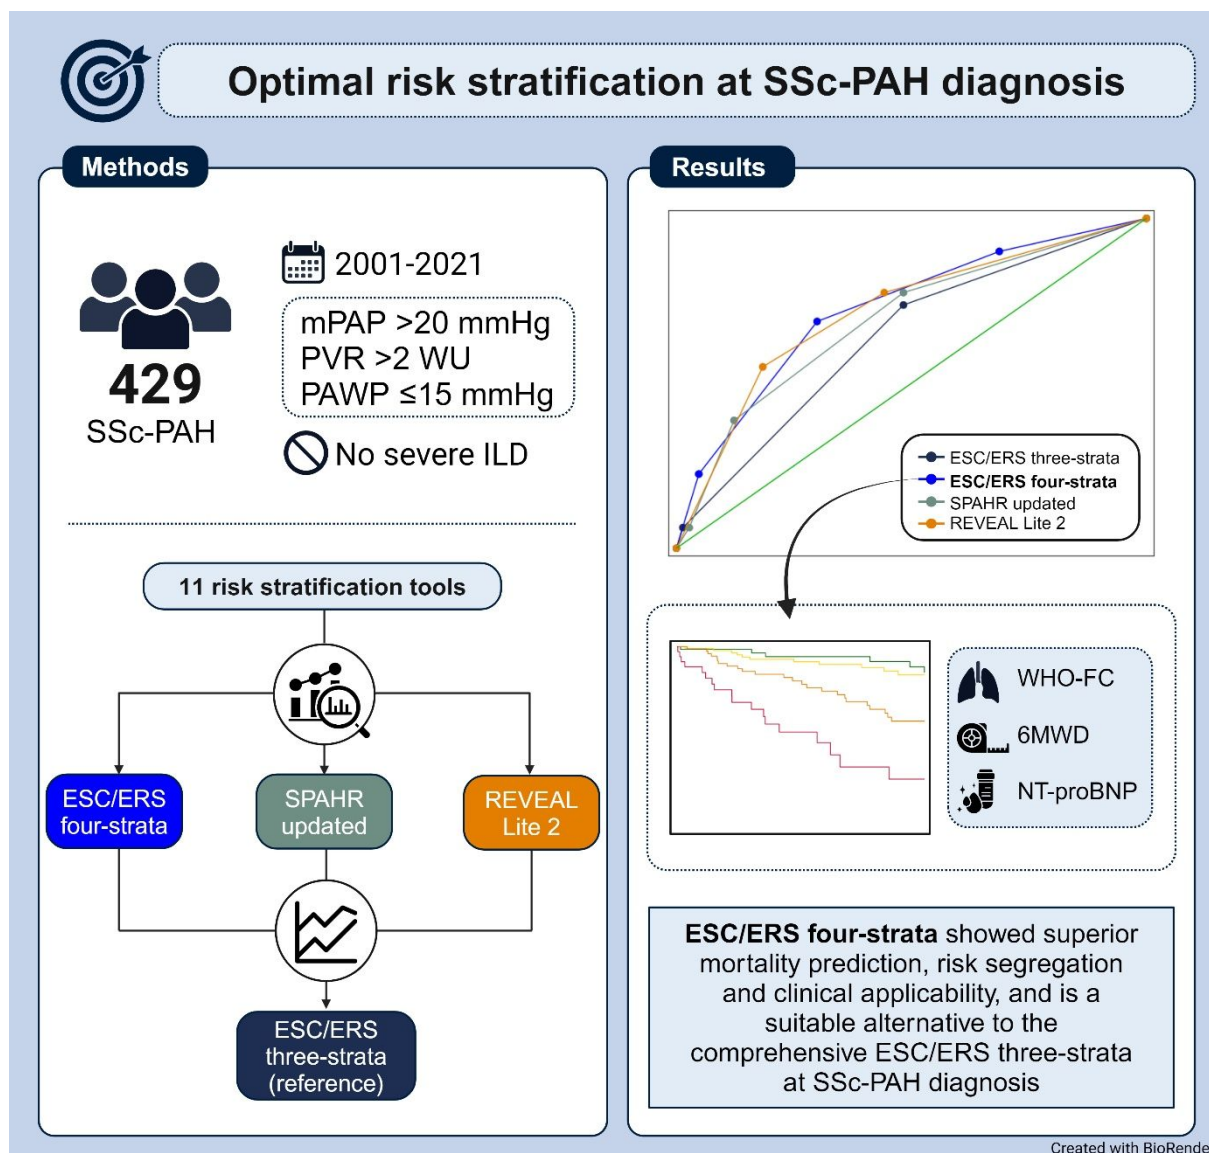 Optimal risk stratification at SSc-PAH diagnosis
Methods
429
SSc-PAH
2001-2021
mPAP >20 mmHg
PVR >2 WU
PAWP ≤15 mmHg
No severe ILD
11 risk stratification tools
ESC/ERS
four-strata
SPAHR
updated
REVEAL
Lite 2
ESC/ERS
three-strata
(reference)
Results
ESC/ERS three-strata
ESC/ERS four-strata
SPAHR updated
REVEAL Lite 2
WHO-FC
6MWD
NT-proBNP
ESC/ERS four-strata showed superior
mortality prediction, risk segregation
and clinical applicability, and is a
suitable alternative to the
comprehensive ESC/ERS three-strata
at SSc-PAH diagnosis
Created with BioRende